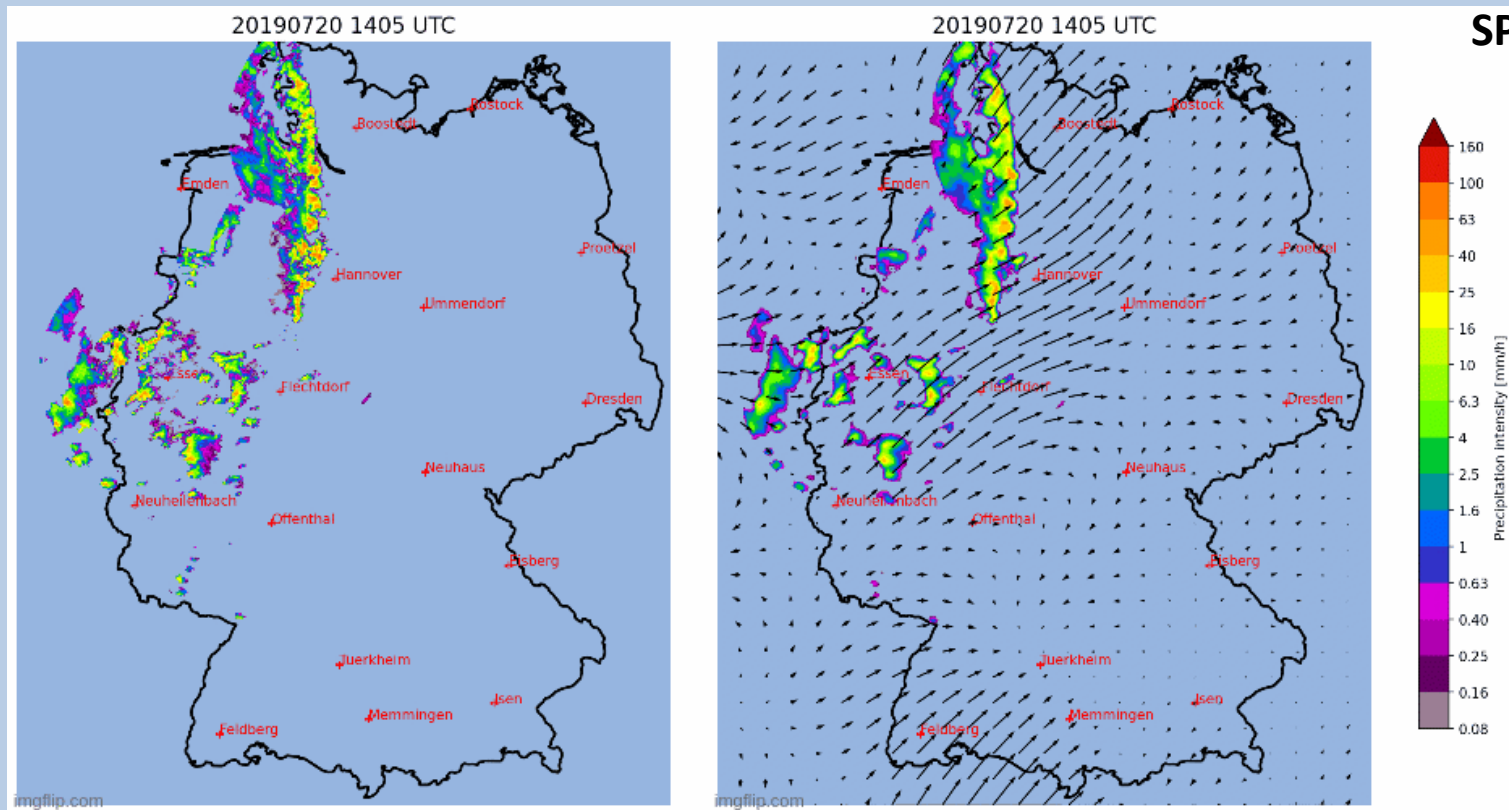 20190720 1405 UTC
Rostock
Boostedt
Emden
Proetzel
Hannover
Ummendorf
Essen
Flechtdorf
Dresden
Neuhaus
Neuheilenbach
Offenthal
Eisberg
Tuerkheim
Isen
Memmingen
Feldberg
imgflip.com
20190720 1405 UTC
Rostock
Boostedt
Emden
Proetzel
Hannover
Ummendorf
Essen
Flechtdorf
Dresden
Neuhaus
Neuheilenbach
Offenthal
Eisberg
Tuerkheim
Isen
Memmingen
Feldberg
imgflip.com
SP
160
100
63
40
25
16
10
6.3
4
2.5
1.6
1
0.63
0.40
0.25
0.16
0.08
Precipitation intensity [mm/h]